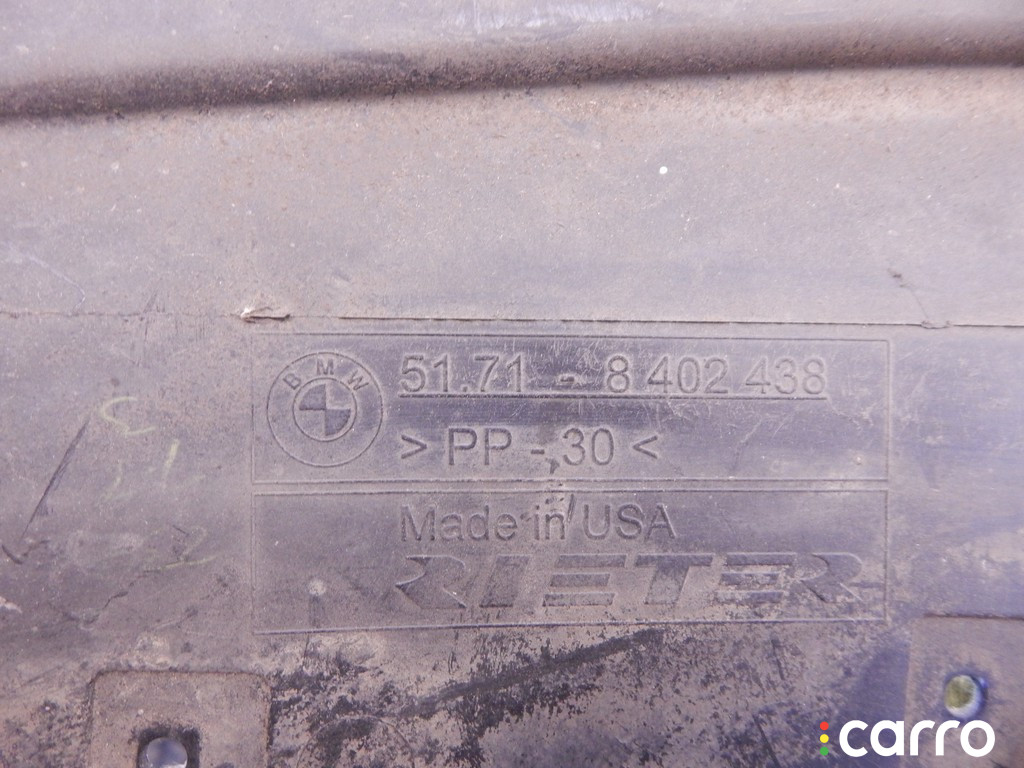 BMW
51.71 - 8 402 438
> PP - 30 <
Made in USA
RIETER
carro